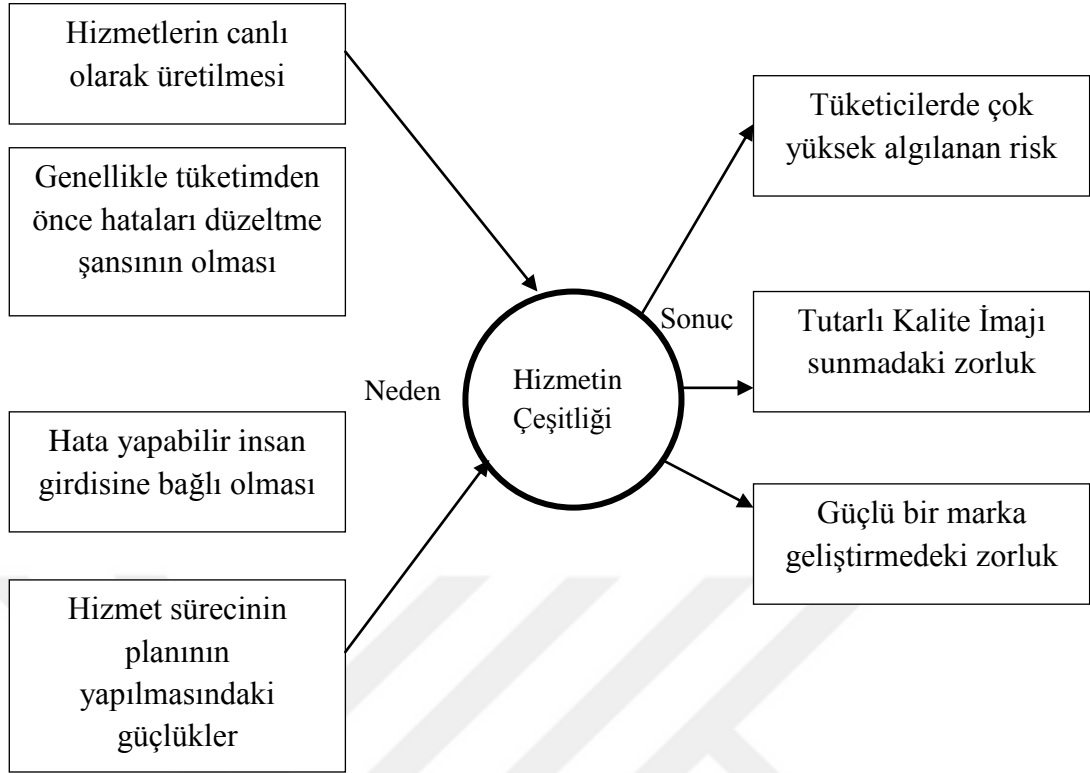 Hizmetlerin canlı
olarak üretilmesi
Genellikle tüketimden
önce hataları düzeltme
şansının olması
Hata yapabilir insan
girdisine bağlı olması
Hizmet sürecinin
planının
yapılmasındaki
güçlükler
Neden
Hizmetin
Çeşitliği
Sonuç
Tüketicilerde çok
yüksek algılanan risk
Tutarlı Kalite İmajı
sunmadaki zorluk
Güçlü bir marka
geliştirmedeki zorluk